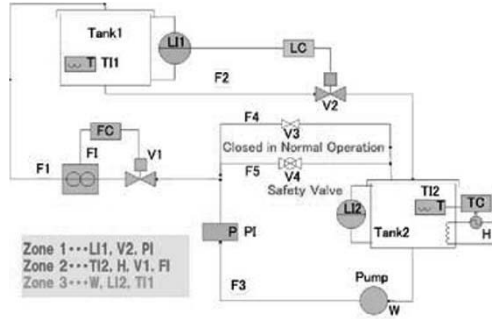 Tank1
LI1
LC
T TI1
F2
V2
FC
F4
V3
Closed in Normal Operation
FI
V1
F5
F1
V4
Safety Valve
TI2
T
TC
LI2
H
P PI
Tank2
Zone 1···LI1, V2, PI
Zone 2···TI2, H, V1, FI
Zone 3···W, LI2, TI1
Pump
F3
W